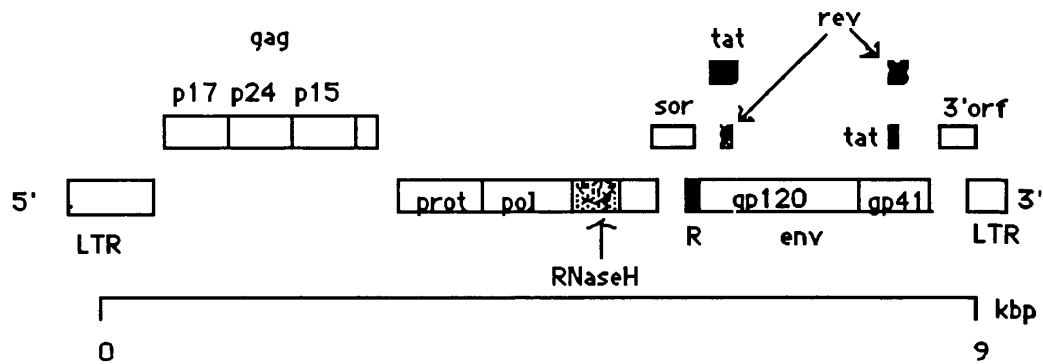 rev
tat
gag
p17 p24 p15
sor
3'orf
tat
5'
prot pol gp120 gp41
3'
LTR
R
env
LTR
RNaseH
kbp
0
9